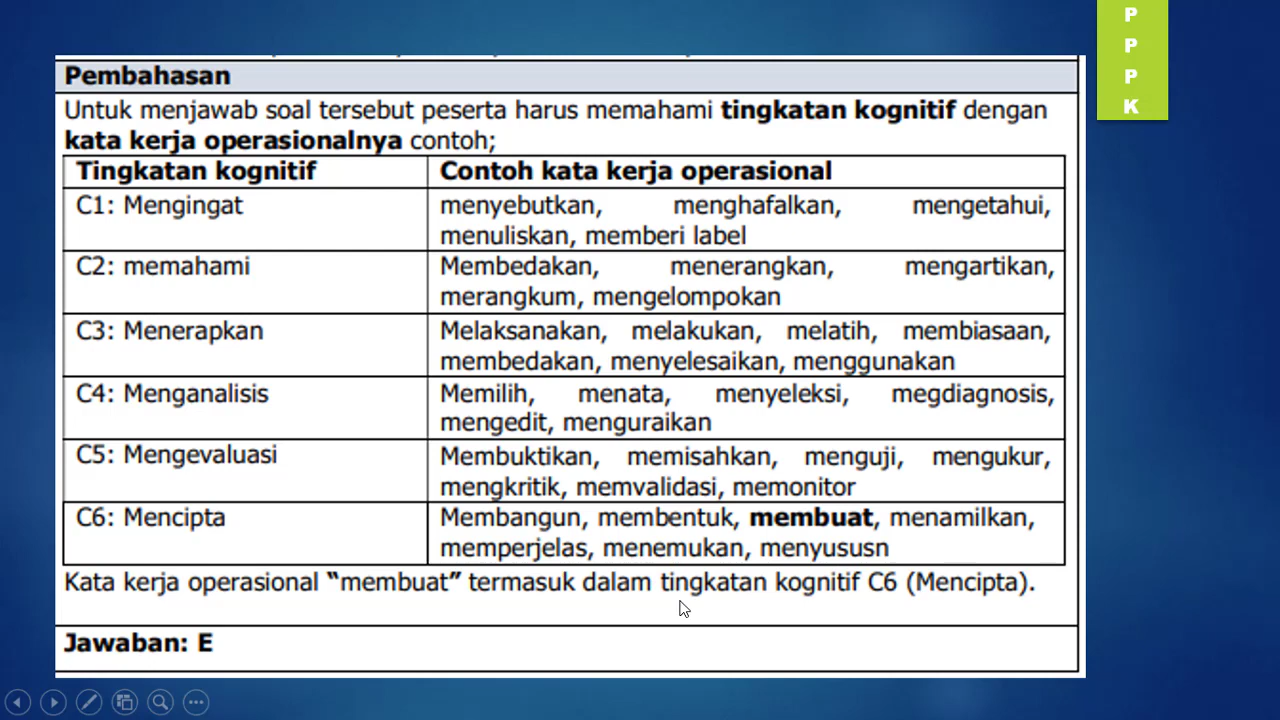 P
P
P
K
Pembahasan
Untuk menjawab soal tersebut peserta harus memahami tingkatan kognitif dengan
kata kerja operasionalnya contoh;
Tingkatan kognitif Contoh kata kerja operasional
C1: Mengingat menyebutkan, menghafalkan, mengetahui,
menuliskan, memberi label
C2: memahami Membedakan, menerangkan, mengartikan,
merangkum, mengelompokan
C3: Menerapkan Melaksanakan, melakukan, melatih, membiasaan,
membedakan, menyelesaikan, menggunakan
C4: Menganalisis Memilih, menata, menyeleksi, megdiagnosis,
mengedit, menguraikan
C5: Mengevaluasi Membuktikan, memisahkan, menguji, mengukur,
mengkritik, memvalidasi, memonitor
C6: Mencipta Membangun, membentuk, membuat, menamilkan,
memperjelas, menemukan, menyususn
Kata kerja operasional “membuat” termasuk dalam tingkatan kognitif C6 (Mencipta).
Jawaban: E